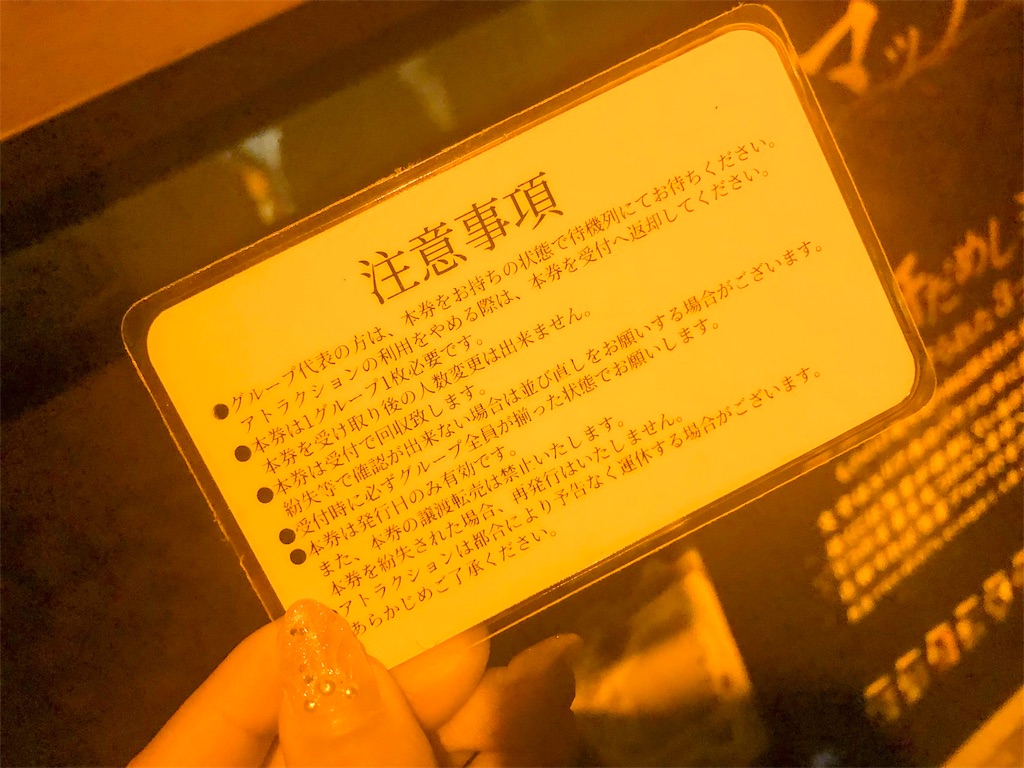 注意事項
●グループ代表の方は、本券をお持ちの状態で待機列にてお待ちください。
アトラクションの利用をやめる際は、本券を受付へ返却してください。
●本券は1グループ1枚必要です。
本券を受け取り後の人数変更は出来ません。
●本券は受付で回収致します。
紛失等で確認が出来ない場合は並び直しをお願いする場合がございます。
●受付時に必ずグループ全員が揃った状態でお願いします。
●本券は発行日のみ有効です。
また、本券の譲渡転売は禁止いたします。
本券を紛失された場合、再発行はいたしません。
アトラクションは都合により予告なく運休する場合がございます。
あらかじめご了承ください。
マップ
だめし